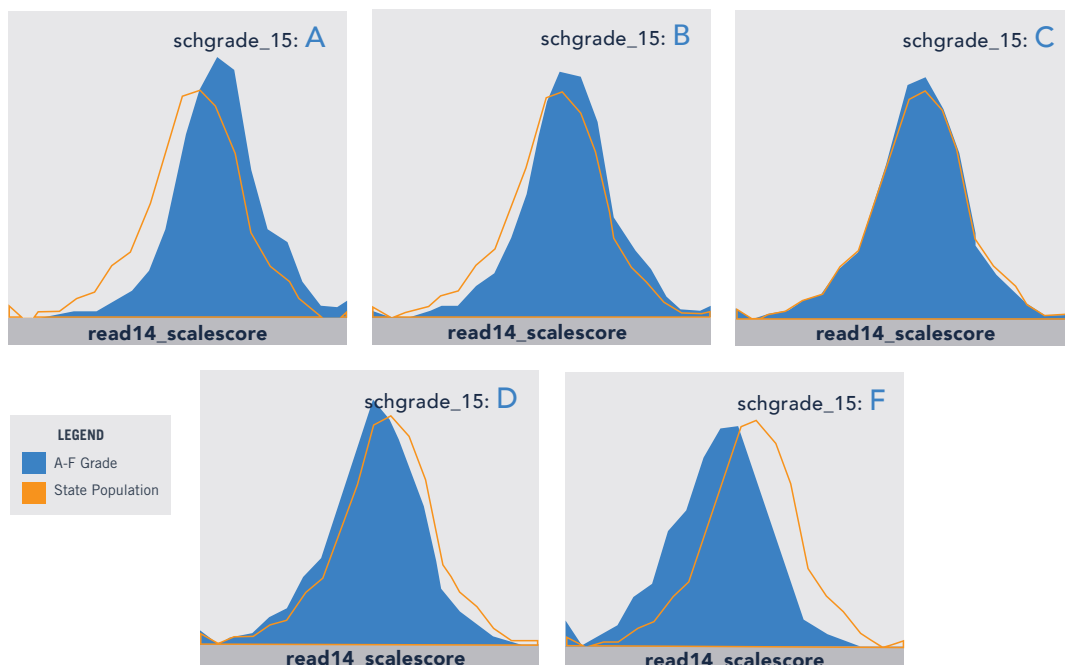 schgrade_15: A
read14_scalescore
schgrade_15: B
read14_scalescore
schgrade_15: C
read14_scalescore
LEGEND
A-F Grade
State Population
schgrade_15: D
read14_scalescore
schgrade_15: F
read14_scalescore